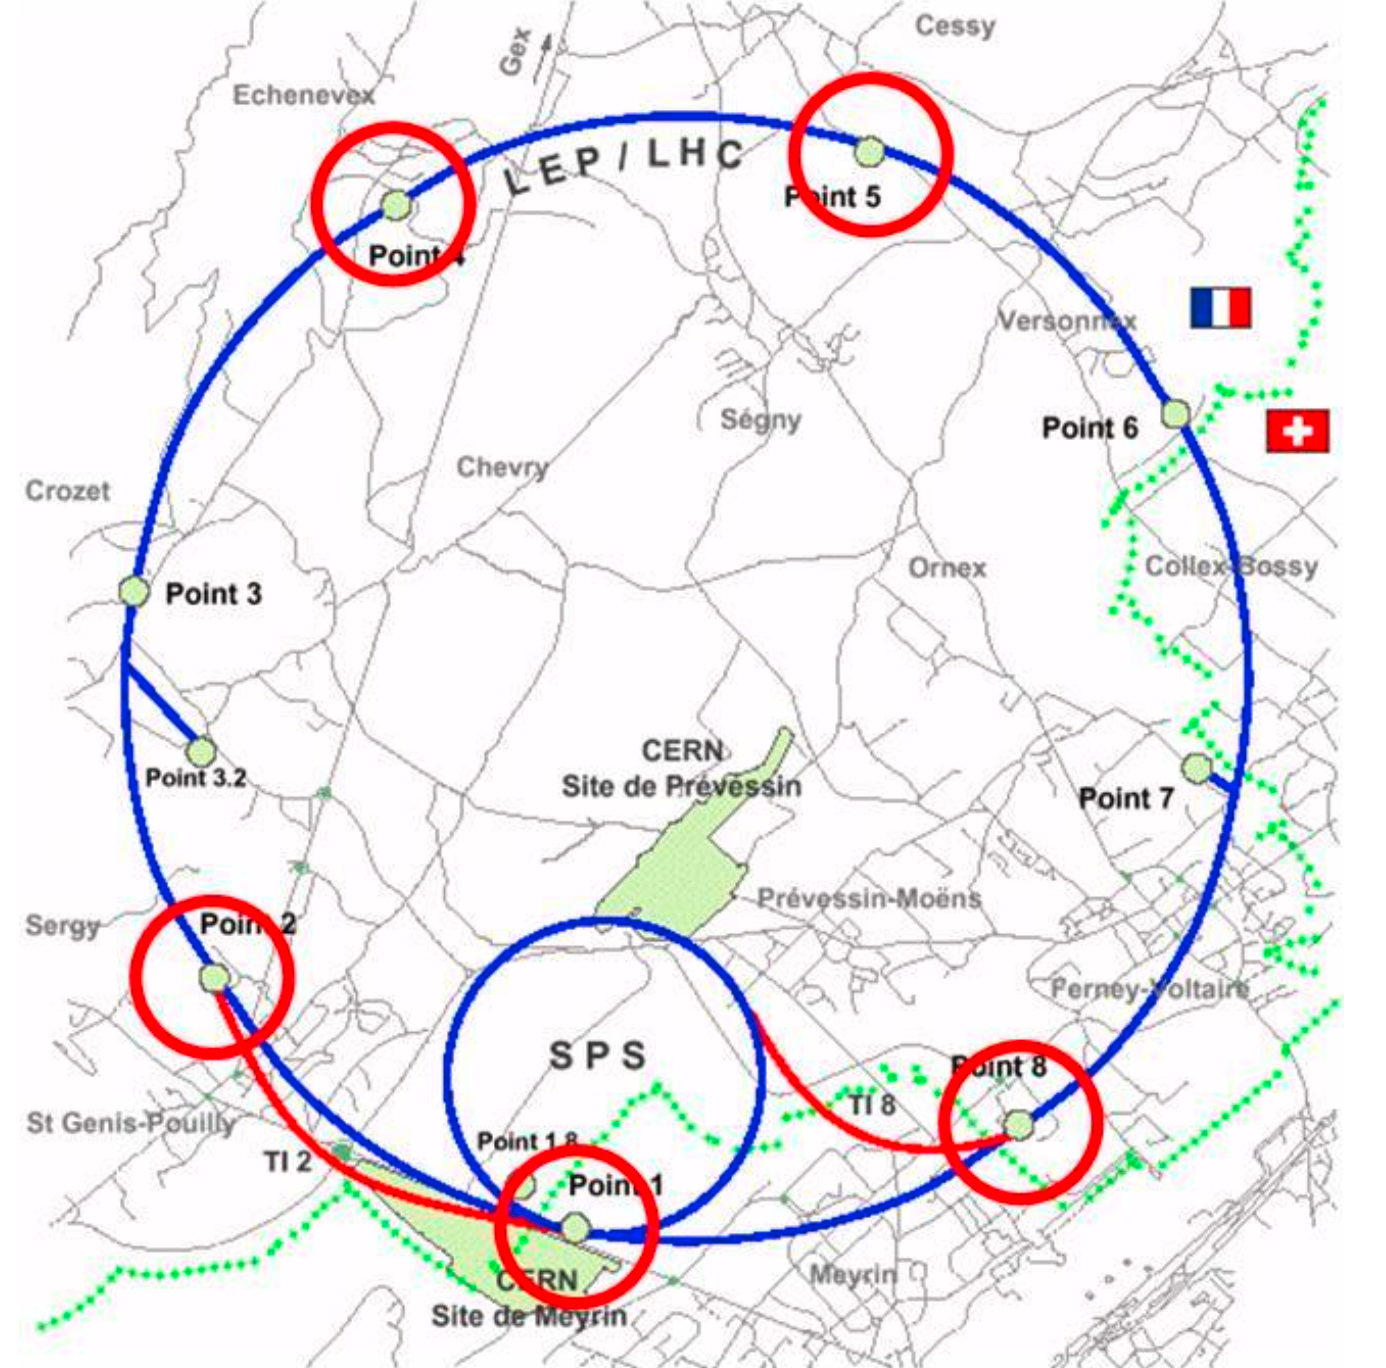 Cessy
Gex
Echenevex
LEP / LHC
Point 5
Point 4
Versonnex
Ségny
Point 6
Chevry
Crozet
Ornex
Collex-Bossy
Point 3
CERN
Site de Prévessin
Point 3.2
Point 7
Prévessin-Moëns
Sergy
Point 2
Ferney-Voltaire
SPS
Point 8
TI 8
St Genis-Pouilly
Point 1.8
TI 2
Point 1
Meyrin
CERN
Site de Meyrin